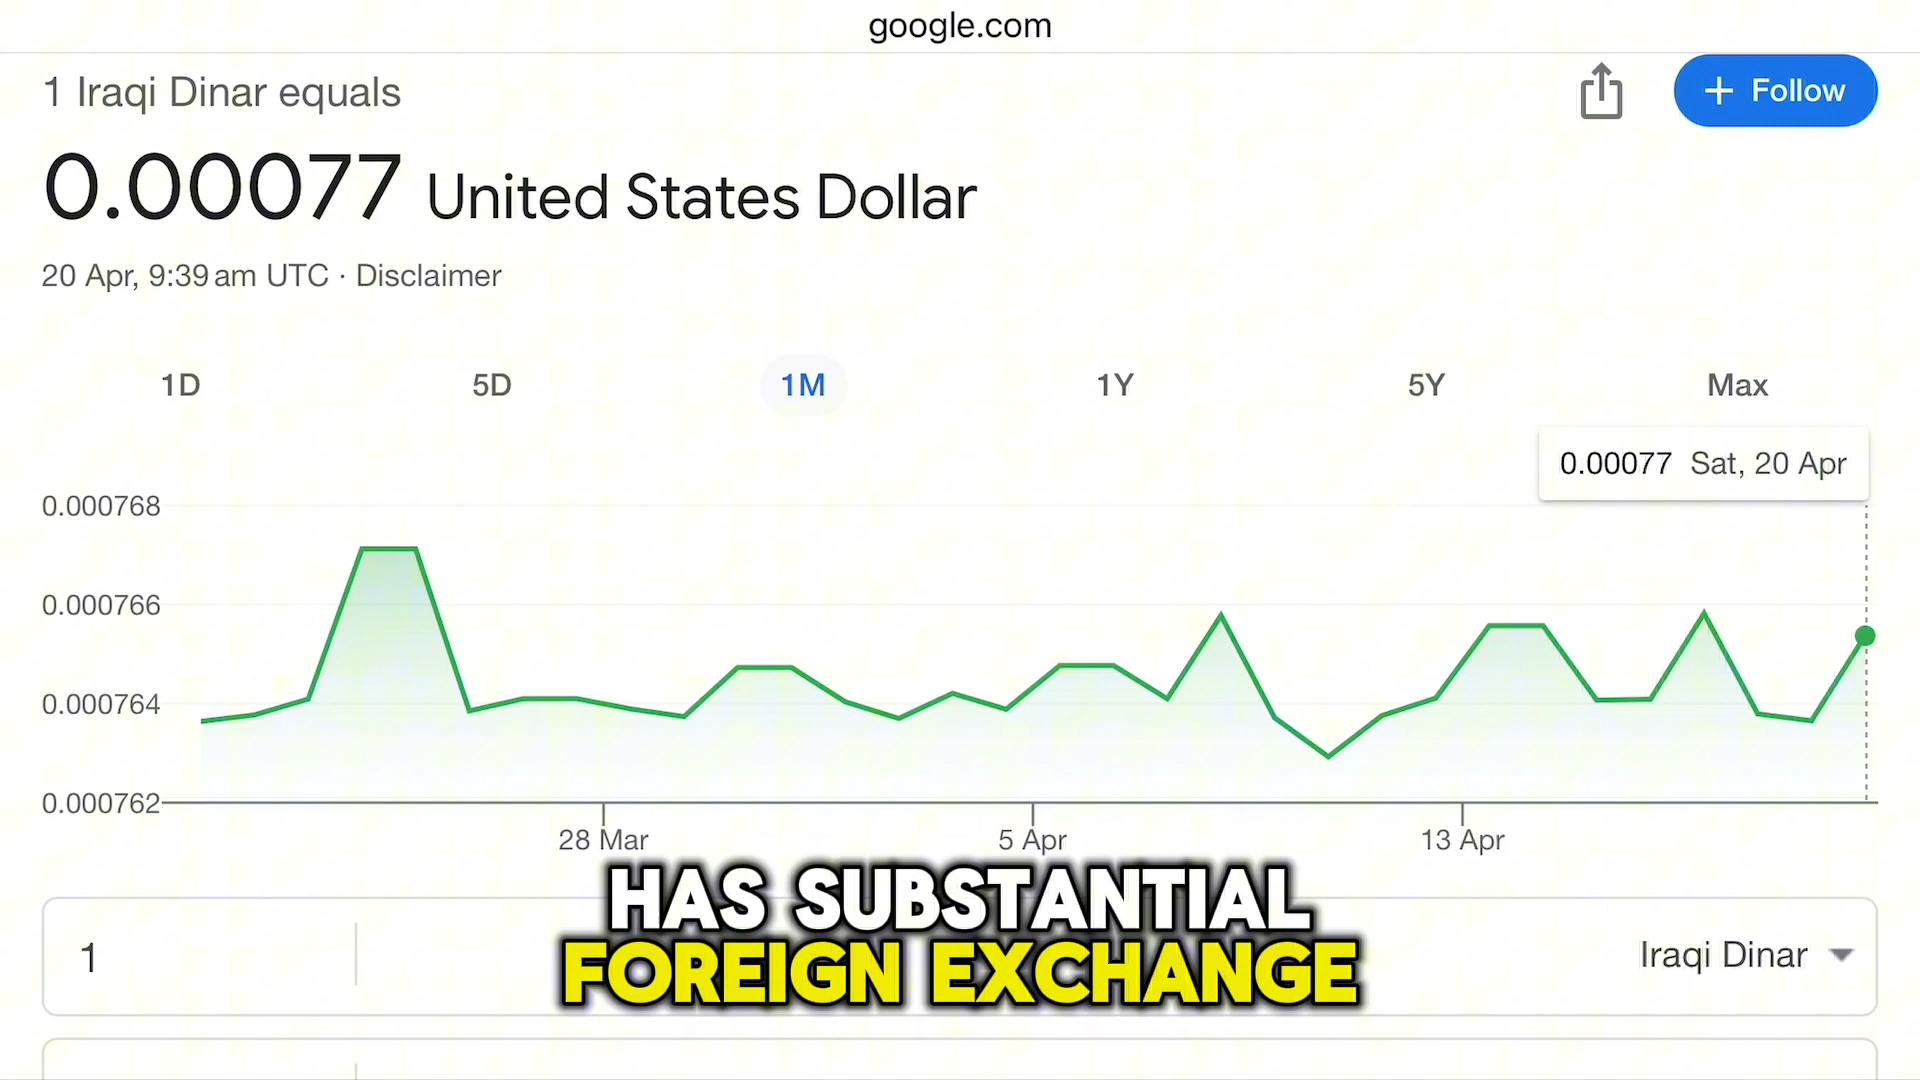 google.com
1 Iraqi Dinar equals
+ Follow
0.00077 United States Dollar
20 Apr, 9:39 am UTC · Disclaimer
1D 5D 1M 1Y 5Y Max
0.00077 Sat, 20 Apr
0.000768
0.000766
0.000764
0.000762
28 Mar 5 Apr 13 Apr
HAS SUBSTANTIAL
FOREIGN EXCHANGE
1 Iraqi Dinar